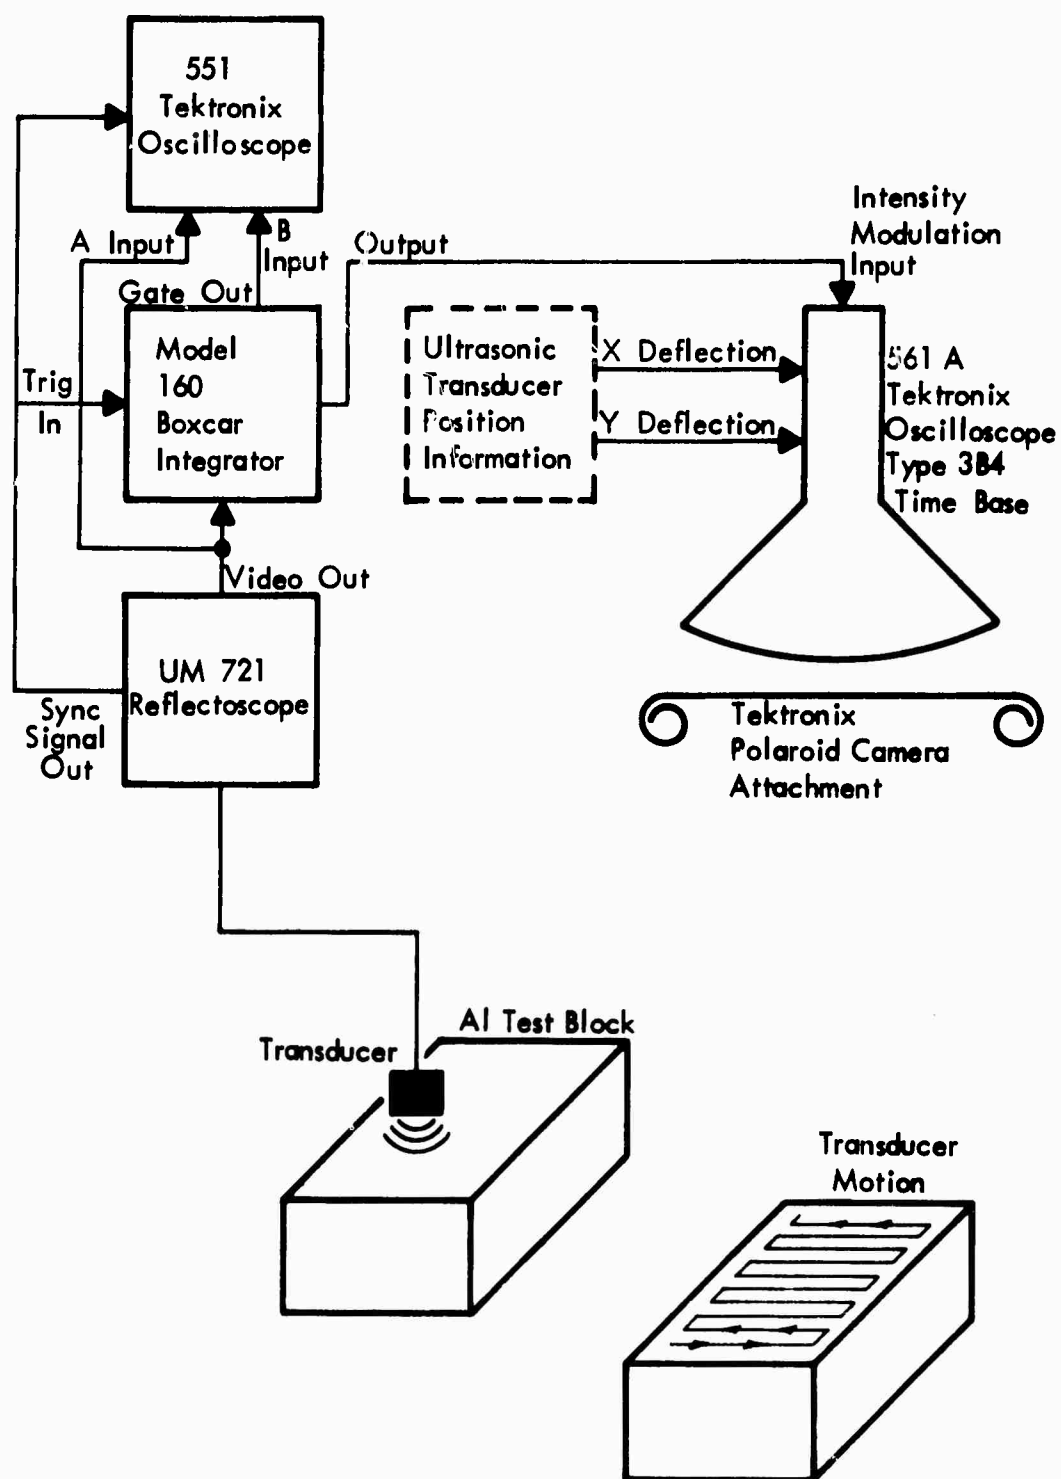 551
Tektronix
Oscilloscope
A Input
B
Input
Output
Intensity
Modulation
Input
Gate Out
Model
160
Boxcar
Integrator
Trig
In
Ultrasonic
Transducer
Position
Information
X Deflection
Y Deflection
561 A
Tektronix
Oscilloscope
Type 3B4
Time Base
Video Out
UM 721
Reflectoscope
Sync
Signal
Out
Tektronix
Polaroid Camera
Attachment
Al Test Block
Transducer
Transducer
Motion